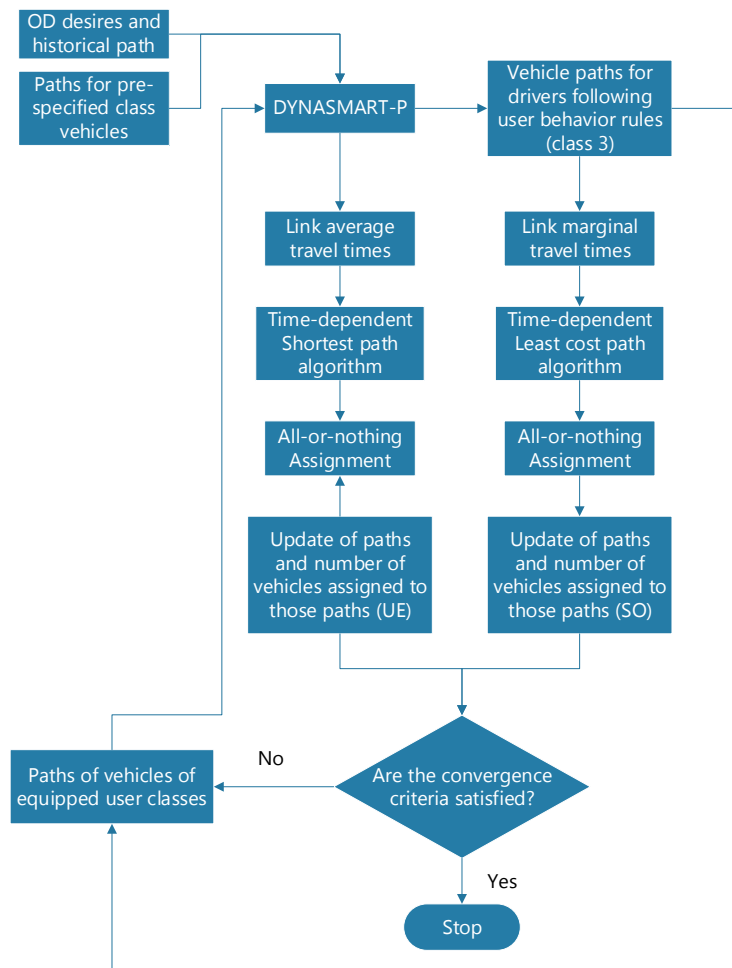 OD desires and
historical path
Paths for pre-
specified class
vehicles
DYNASMART-P
Vehicle paths for
drivers following
user behavior rules
(class 3)
Link average
travel times
Link marginal
travel times
Time-dependent
Shortest path
algorithm
Time-dependent
Least cost path
algorithm
All-or-nothing
Assignment
All-or-nothing
Assignment
Update of paths
and number of
vehicles assigned to
those paths (UE)
Update of paths
and number of
vehicles assigned to
those paths (SO)
Are the convergence
criteria satisfied?
No
Paths of vehicles of
equipped user classes
Yes
Stop